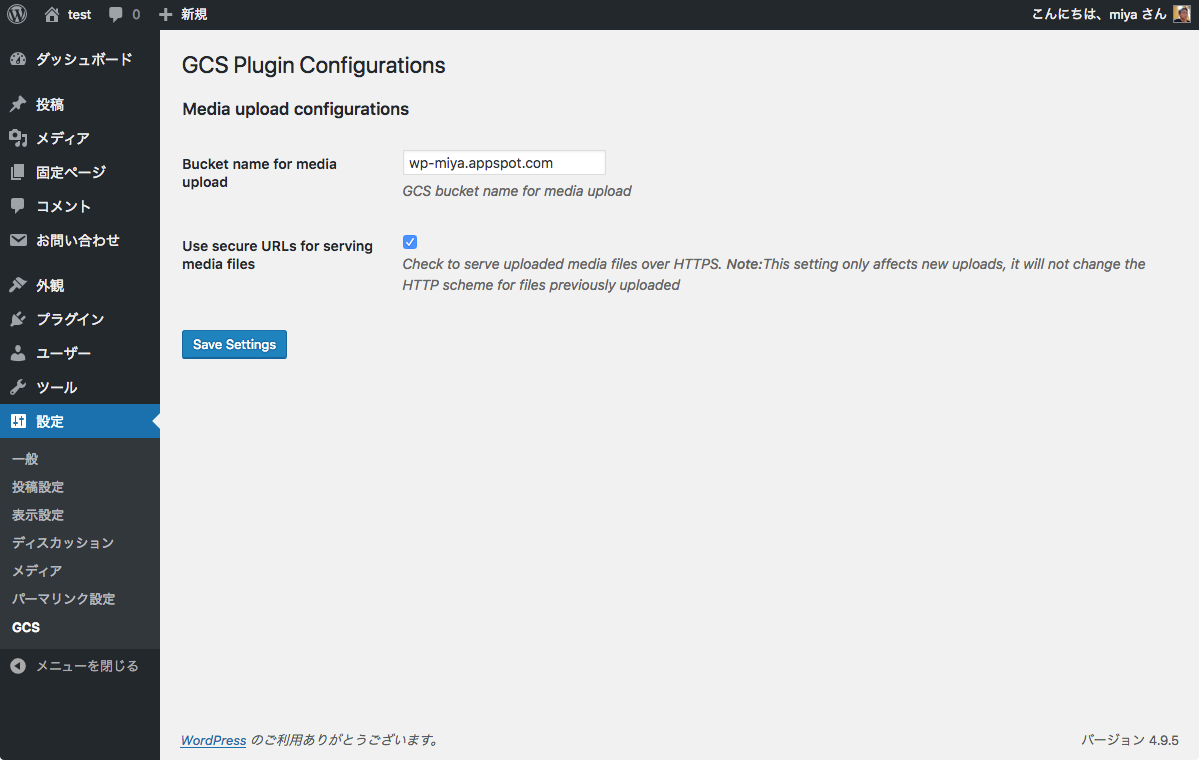 test 0 新規 こんにちは、miya さん
ダッシュボード
投稿
メディア
固定ページ
コメント
お問い合わせ
外観
プラグイン
ユーザー
ツール
設定
一般
投稿設定
表示設定
ディスカッション
メディア
パーマリンク設定
GCS
メニューを閉じる
GCS Plugin Configurations
Media upload configurations
Bucket name for media
upload
wp-miya.appspot.com
GCS bucket name for media upload
Use secure URLs for serving
media files
Check to serve uploaded media files over HTTPS. Note:This setting only affects new uploads, it will not change the
HTTP scheme for files previously uploaded
Save Settings
WordPress のご利用ありがとうございます。
バージョン 4.9.5